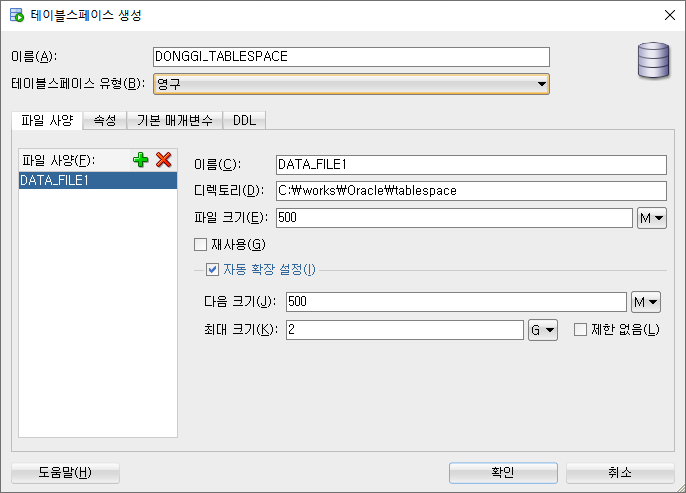 테이블스페이스 생성
이름(A): DONGGI_TABLESPACE
테이블스페이스 유형(B): 영구
파일 사양 속성 기본 매개변수 DDL
파일 사양(F):
DATA_FILE1
이름(C): DATA_FILE1
디렉토리(D): C:₩works₩Oracle₩tablespace
파일 크기(E): 500 M
재사용(G)
자동 확장 설정(I)
다음 크기(J): 500 M
최대 크기(K): 2 G 제한 없음(L)
도움말(H) 확인 취소